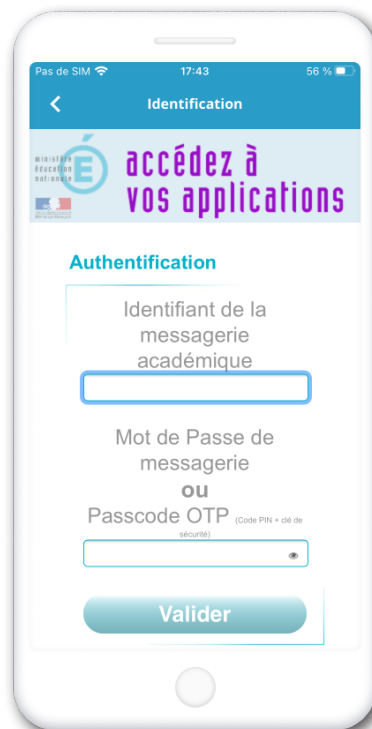 Pas de SIM 17:43 56 %
Identification
ministère
éducation
nationale
É
accédez à
vos applications
Authentification
Identifiant de la
messagerie
académique
Mot de Passe de
messagerie
ou
Passcode OTP (Code PIN + clé de
sécurité)
Valider